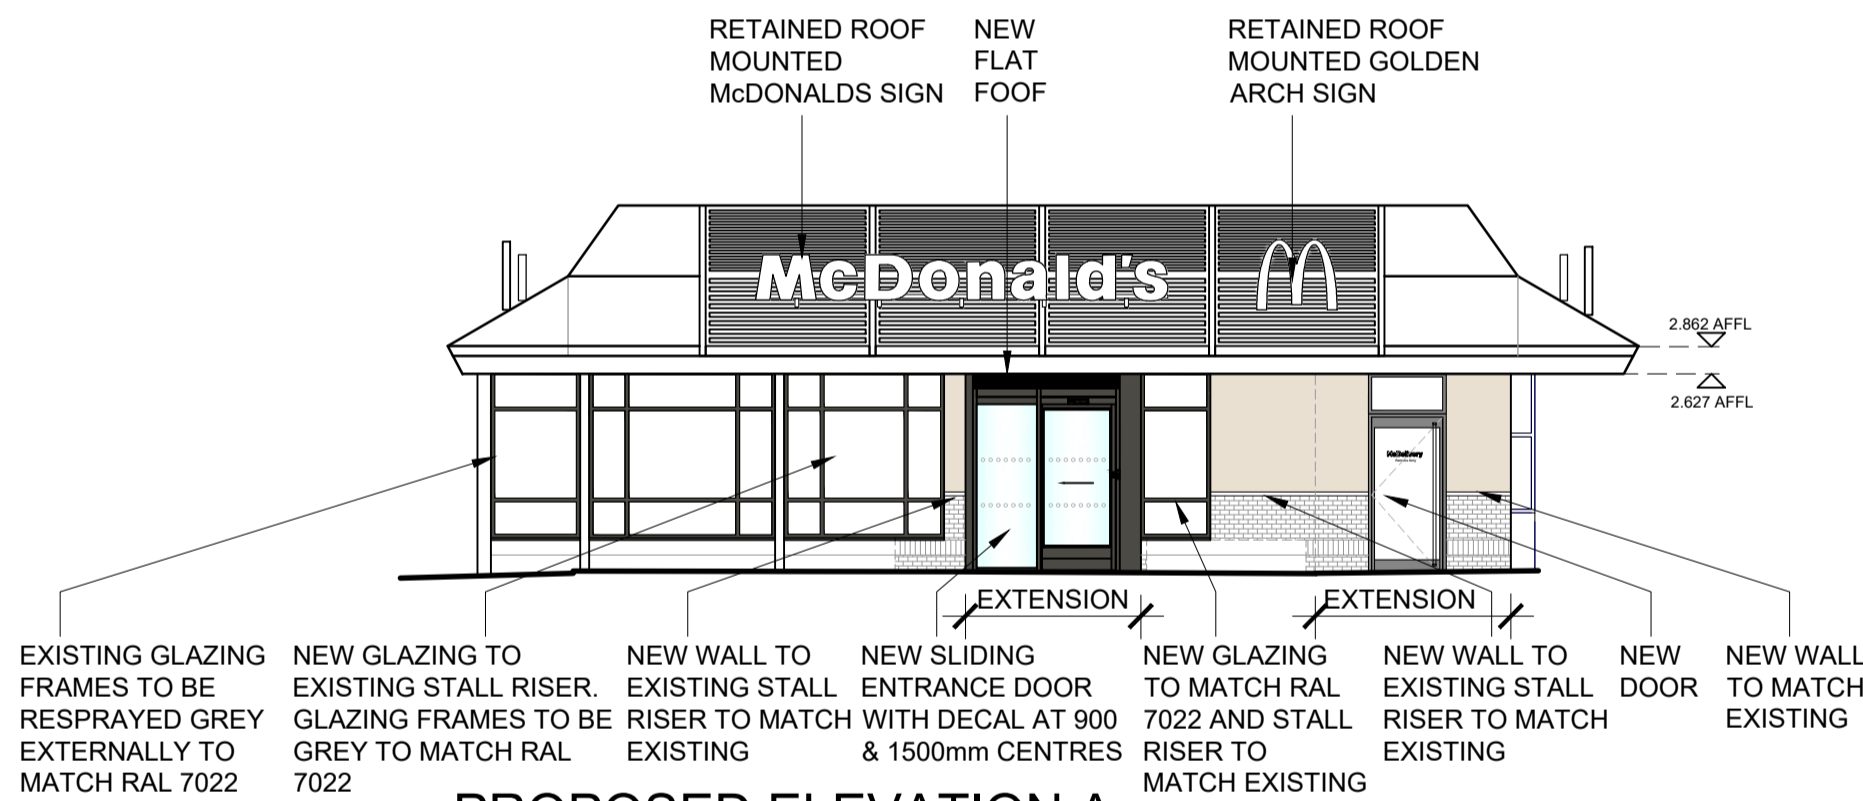 RETAINED ROOF
MOUNTED
McDONALDS SIGN
NEW
FLAT
FOOF
RETAINED ROOF
MOUNTED GOLDEN
ARCH SIGN
McDonald's
2.862 AFFL
2.627 AFFL
McDelivery
EXTENSION
EXTENSION
EXISTING GLAZING
FRAMES TO BE
RESPRAYED GREY
EXTERNALLY TO
MATCH RAL 7022
NEW GLAZING TO
EXISTING STALL RISER.
GLAZING FRAMES TO BE
GREY TO MATCH RAL
7022
NEW WALL TO
EXISTING STALL
RISER TO MATCH
EXISTING
NEW SLIDING
ENTRANCE DOOR
WITH DECAL AT 900
& 1500mm CENTRES
NEW GLAZING
TO MATCH RAL
7022 AND STALL
RISER TO
MATCH EXISTING
NEW WALL TO
EXISTING STALL
RISER TO MATCH
EXISTING
NEW
DOOR
NEW WALL
TO MATCH
EXISTING
PROPOSED ELEVATION A